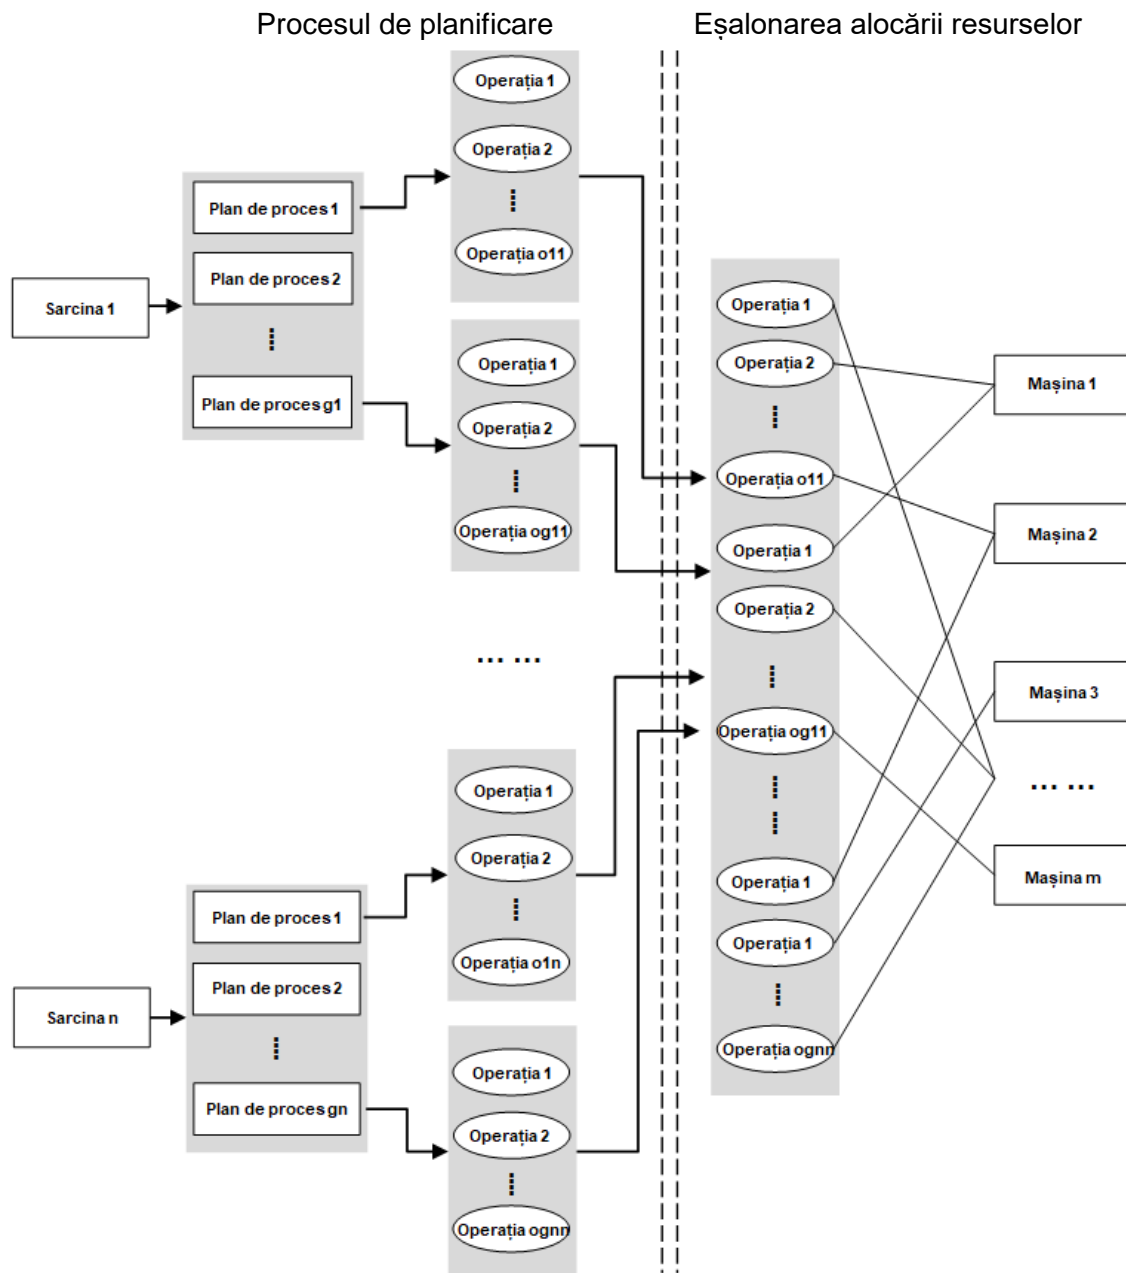 Procesul de planificare
Eșalonarea alocării resurselor
Sarcina 1
Plan de proces 1
Plan de proces 2
Plan de proces g1
Operația 1
Operația 2
Operația o11
Operația 1
Operația 2
Operația og11
... ...
Sarcina n
Plan de proces 1
Plan de proces 2
Plan de proces gn
Operația 1
Operația 2
Operația o1n
Operația 1
Operația 2
Operația ognn
Operația 1
Operația 2
Operația o11
Operația 1
Operația 2
Operația og11
Operația 1
Operația 1
Operația ognn
Mașina 1
Mașina 2
Mașina 3
... ...
Mașina m